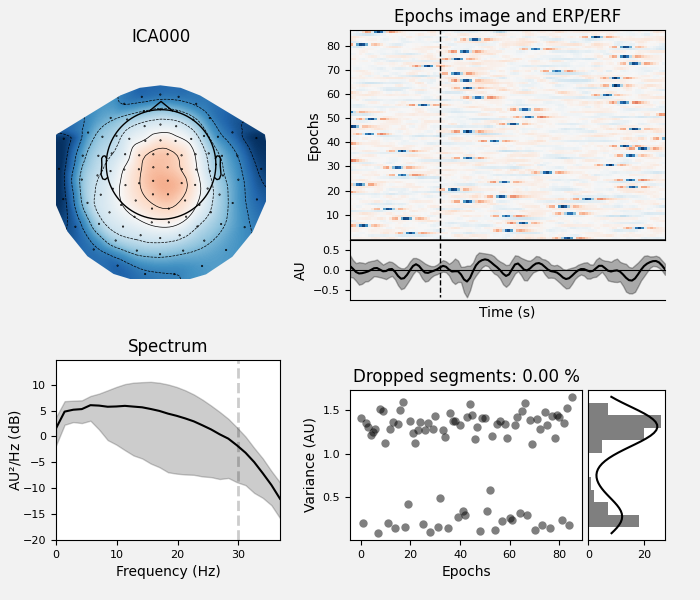 ICA000
Epochs image and ERP/ERF
Epochs
80
70
60
50
40
30
20
10
AU
0.5
0.0
−0.5
Time (s)
Spectrum
AU²/Hz (dB)
10
5
0
−5
−10
−15
−20
0 10 20 30
Frequency (Hz)
Dropped segments: 0.00 %
Variance (AU)
1.5
1.0
0.5
0 20 40 60 80
Epochs
0 20